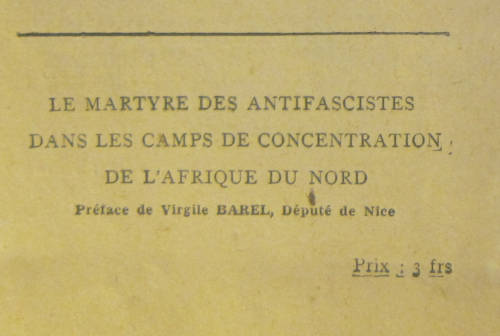 LE MARTYRE DES ANTIFASCISTES
DANS LES CAMPS DE CONCENTRATION
DE L'AFRIQUE DU NORD
Préface de Virgile BAREL, Député de Nice
Prix : 3 frs